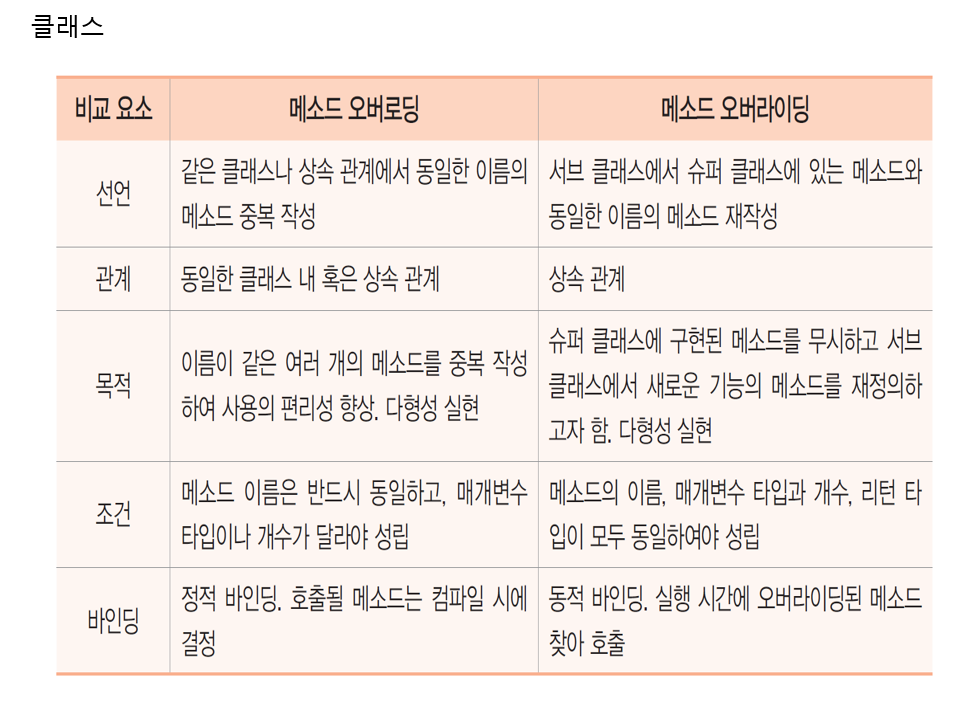 클래스
비교 요소
메소드 오버로딩
메소드 오버라이딩
선언
같은 클래스나 상속 관계에서 동일한 이름의
메소드 중복 작성
서브 클래스에서 슈퍼 클래스에 있는 메소드와
동일한 이름의 메소드 재작성
관계
동일한 클래스 내 혹은 상속 관계
상속 관계
목적
이름이 같은 여러 개의 메소드를 중복 작성
하여 사용의 편리성 향상. 다형성 실현
슈퍼 클래스에 구현된 메소드를 무시하고 서브
클래스에서 새로운 기능의 메소드를 재정의하
고자 함. 다형성 실현
조건
메소드 이름은 반드시 동일하고, 매개변수
타입이나 개수가 달라야 성립
메소드의 이름, 매개변수 타입과 개수, 리턴 타
입이 모두 동일하여야 성립
바인딩
정적 바인딩. 호출될 메소드는 컴파일 시에
결정
동적 바인딩. 실행 시간에 오버라이딩된 메소드
찾아 호출